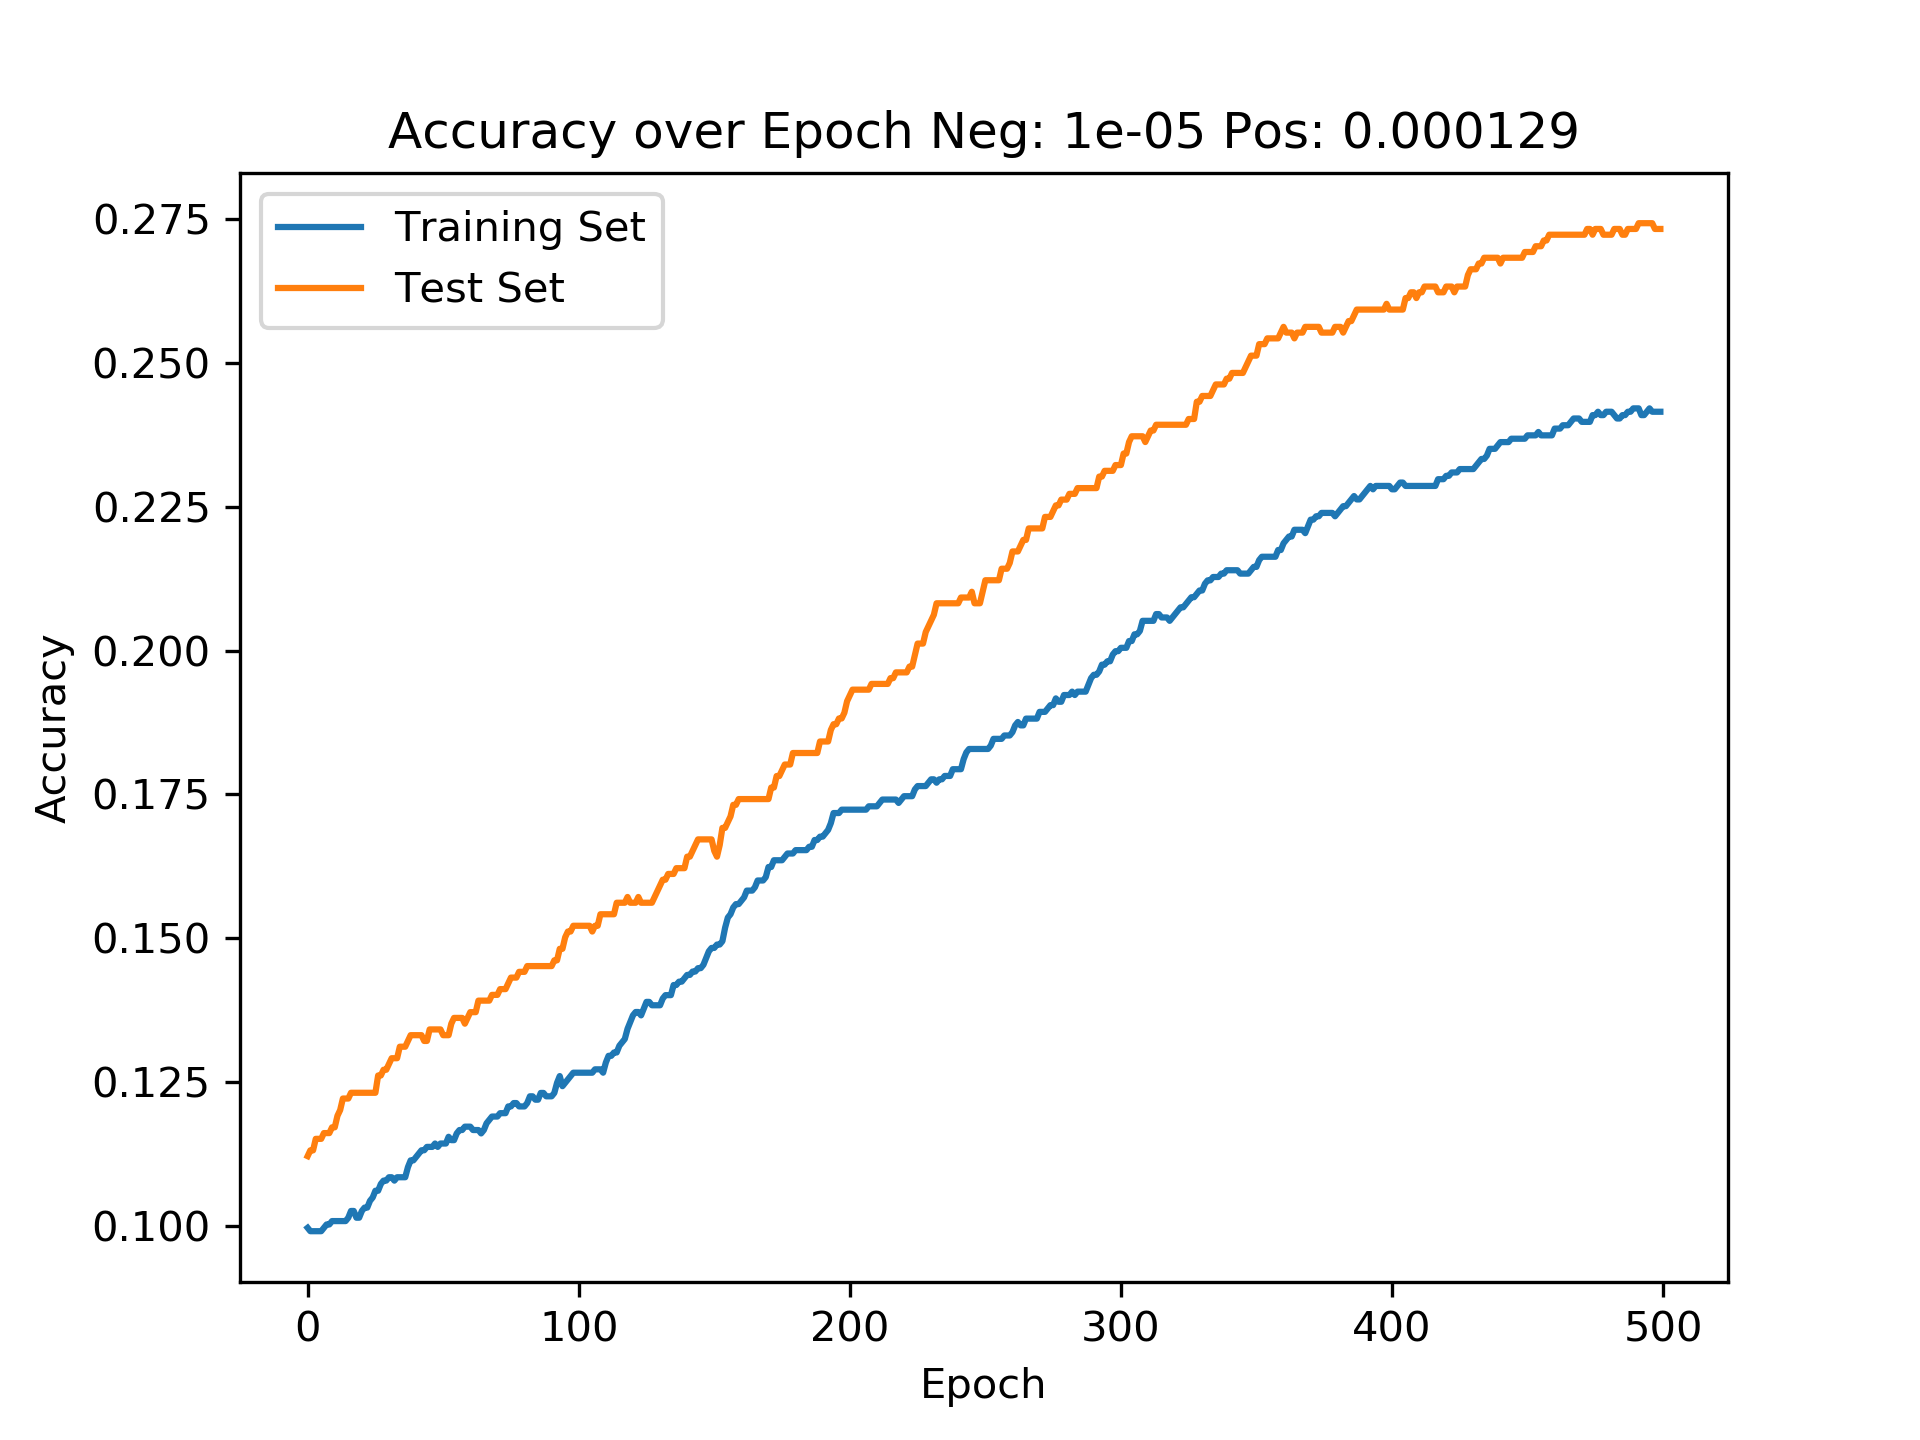 Accuracy over Epoch Neg: 1e-05 Pos: 0.000129
Training Set
Test Set
0.275
0.250
0.225
0.200
0.175
0.150
0.125
0.100
Accuracy
0 100 200 300 400 500
Epoch